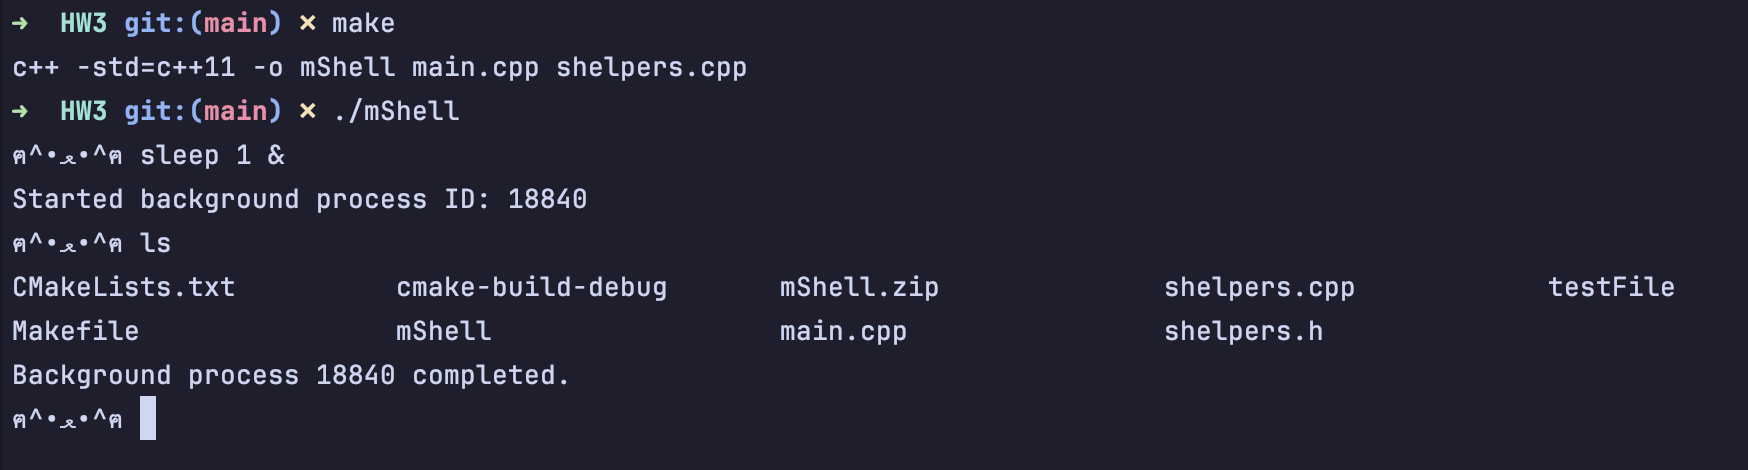 ➜  HW3 git:(main) ✗ make
c++ -std=c++11 -o mShell main.cpp shelpers.cpp
➜  HW3 git:(main) ✗ ./mShell
ฅ^•ﻌ•^ฅ sleep 1 &
Started background process ID: 18840
ฅ^•ﻌ•^ฅ ls
CMakeLists.txt          cmake-build-debug       mShell.zip              shelpers.cpp            testFile
Makefile                mShell                  main.cpp                shelpers.h
Background process 18840 completed.
ฅ^•ﻌ•^ฅ